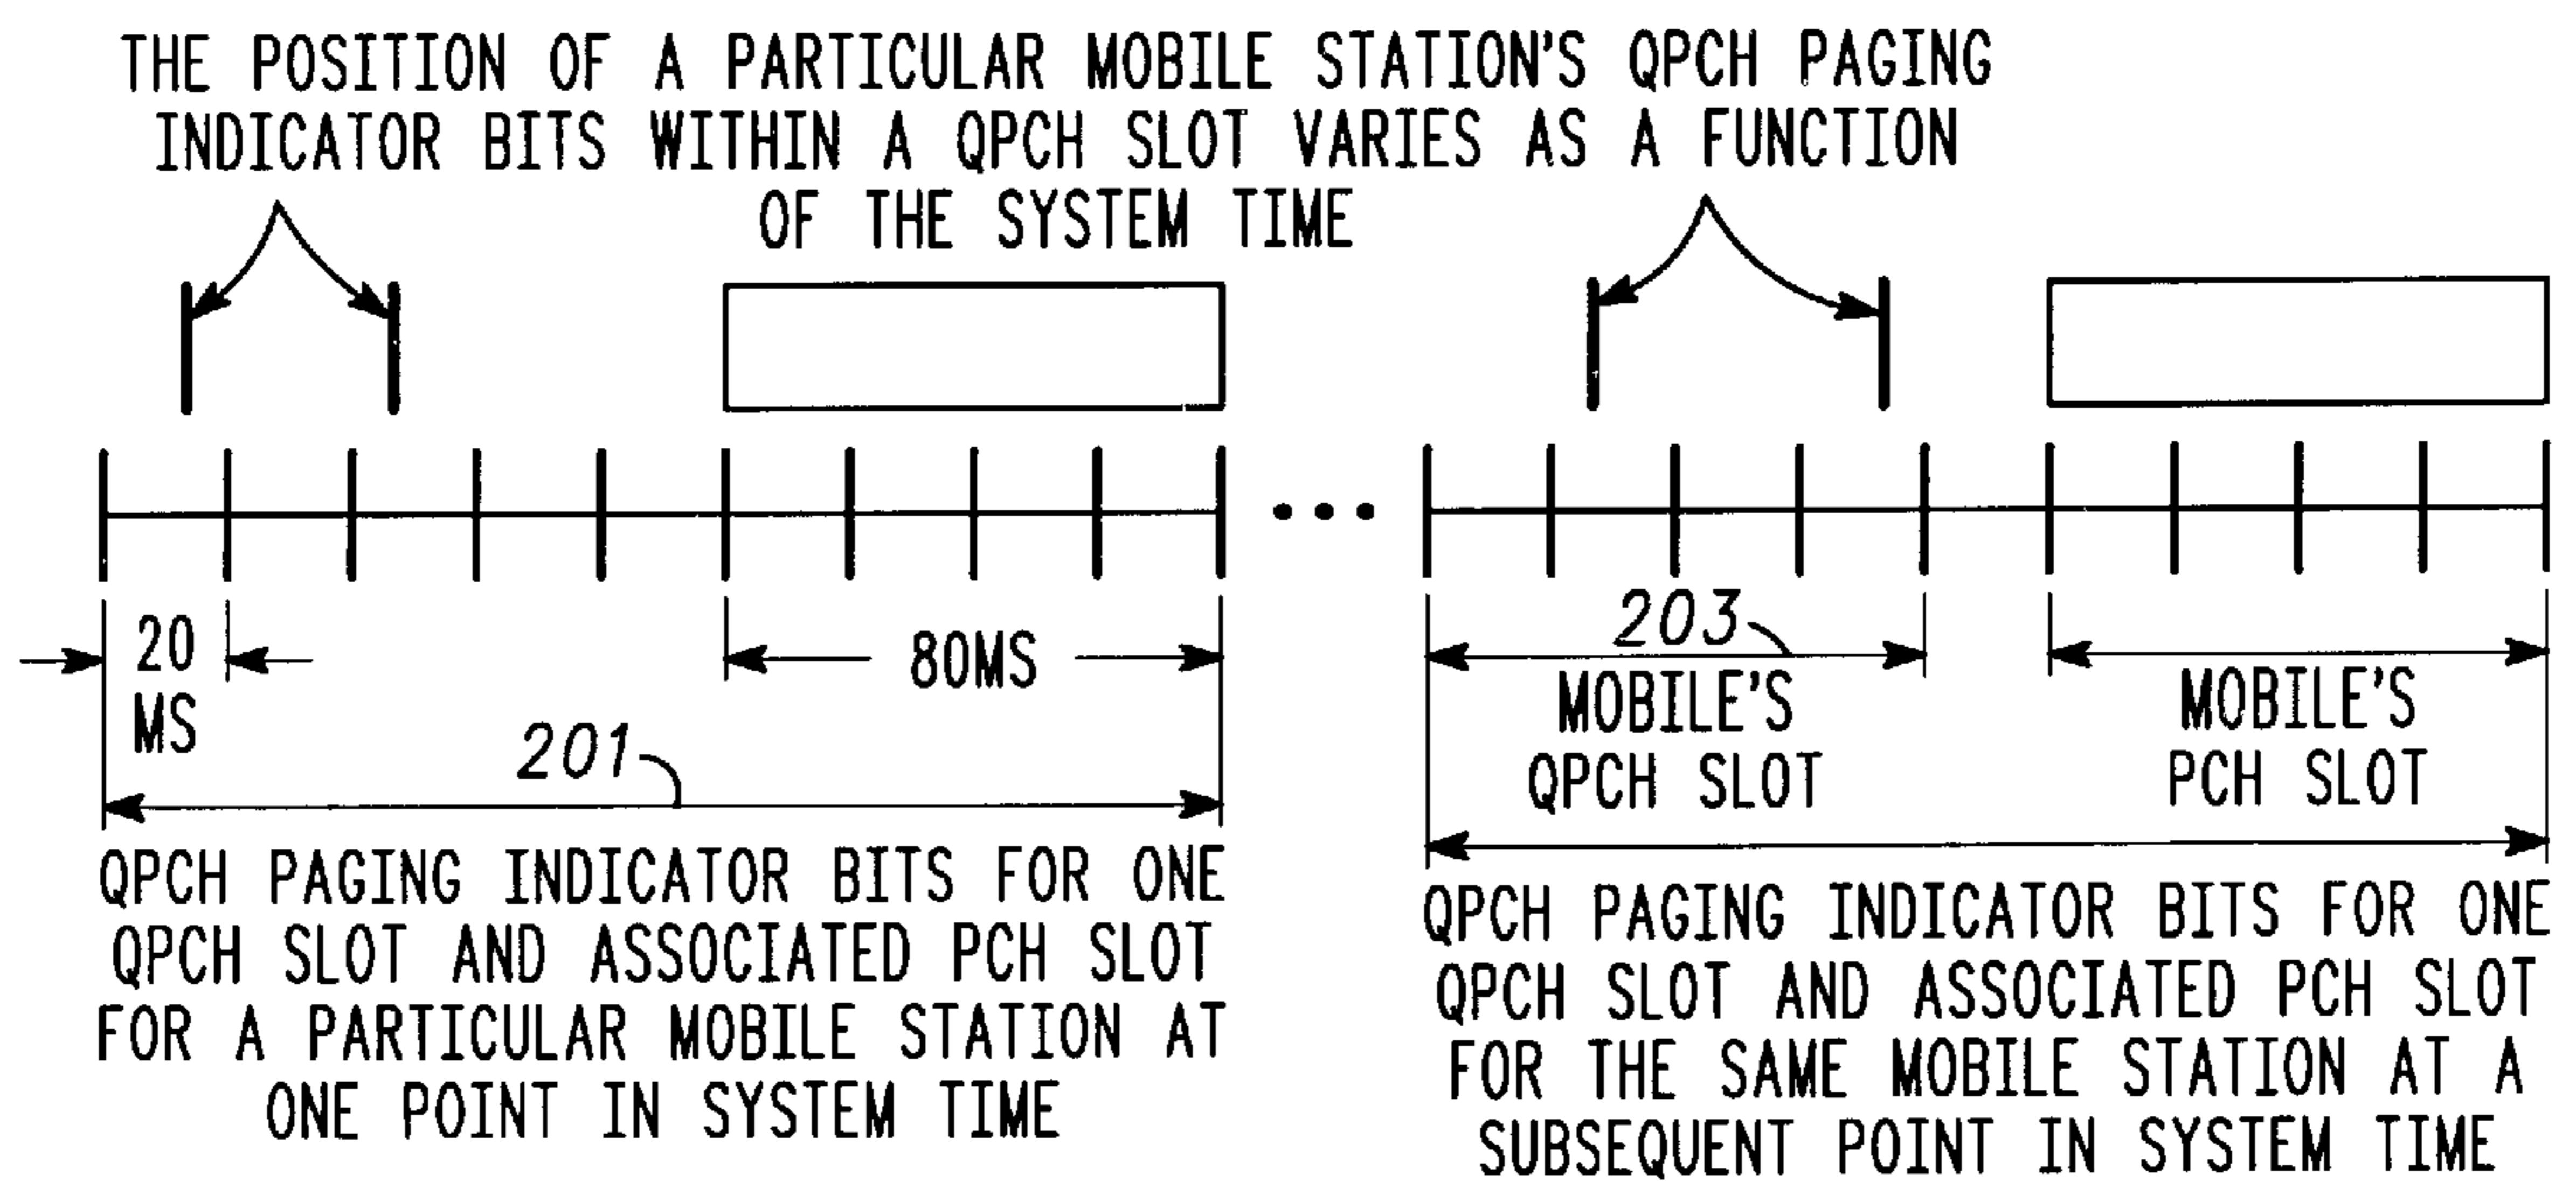 THE POSITION OF A PARTICULAR MOBILE STATION'S QPCH PAGING
INDICATOR BITS WITHIN A QPCH SLOT VARIES AS A FUNCTION
OF THE SYSTEM TIME
20
MS
80MS
201
QPCH PAGING INDICATOR BITS FOR ONE
QPCH SLOT AND ASSOCIATED PCH SLOT
FOR A PARTICULAR MOBILE STATION AT
ONE POINT IN SYSTEM TIME
203
MOBILE'S
QPCH SLOT
MOBILE'S
PCH SLOT
QPCH PAGING INDICATOR BITS FOR ONE
QPCH SLOT AND ASSOCIATED PCH SLOT
FOR THE SAME MOBILE STATION AT A
SUBSEQUENT POINT IN SYSTEM TIME